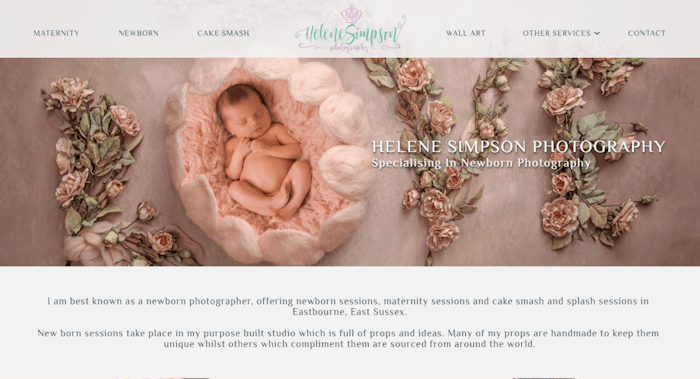 MATERNITY
NEWBORN
CAKE SMASH
Helene Simpson
photography
WALL ART
OTHER SERVICES
CONTACT
HELENE SIMPSON PHOTOGRAPHY
Specialising In Newborn Photography
I am best known as a newborn photographer, offering newborn sessions, maternity sessions and cake smash and splash sessions in
Eastbourne, East Sussex.
New born sessions take place in my purpose built studio which is full of props and ideas. Many of my props are handmade to keep them
unique whilst others which compliment them are sourced from around the world.